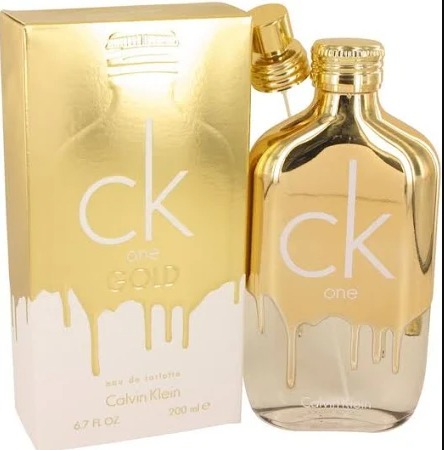 ck
one
GOLD
eau de toilette
Calvin Klein
6.7 FL OZ 200 ml e
ck
one
Calvin Klein